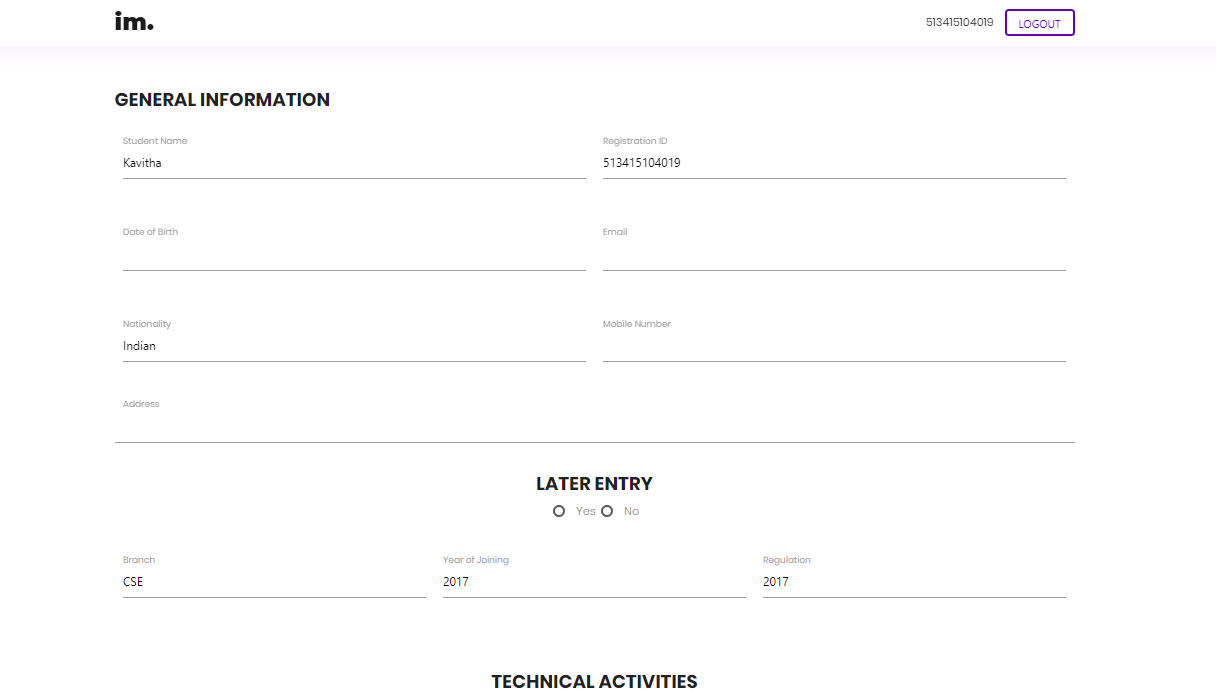 im.
513415104019 LOGOUT
GENERAL INFORMATION
Student Name Registration ID
Kavitha 513415104019
Date of Birth Email
Nationality Mobile Number
Indian
Address
LATER ENTRY
Yes No
Branch Year of Joining Regulation
CSE 2017 2017
TECHNICAL ACTIVITIES